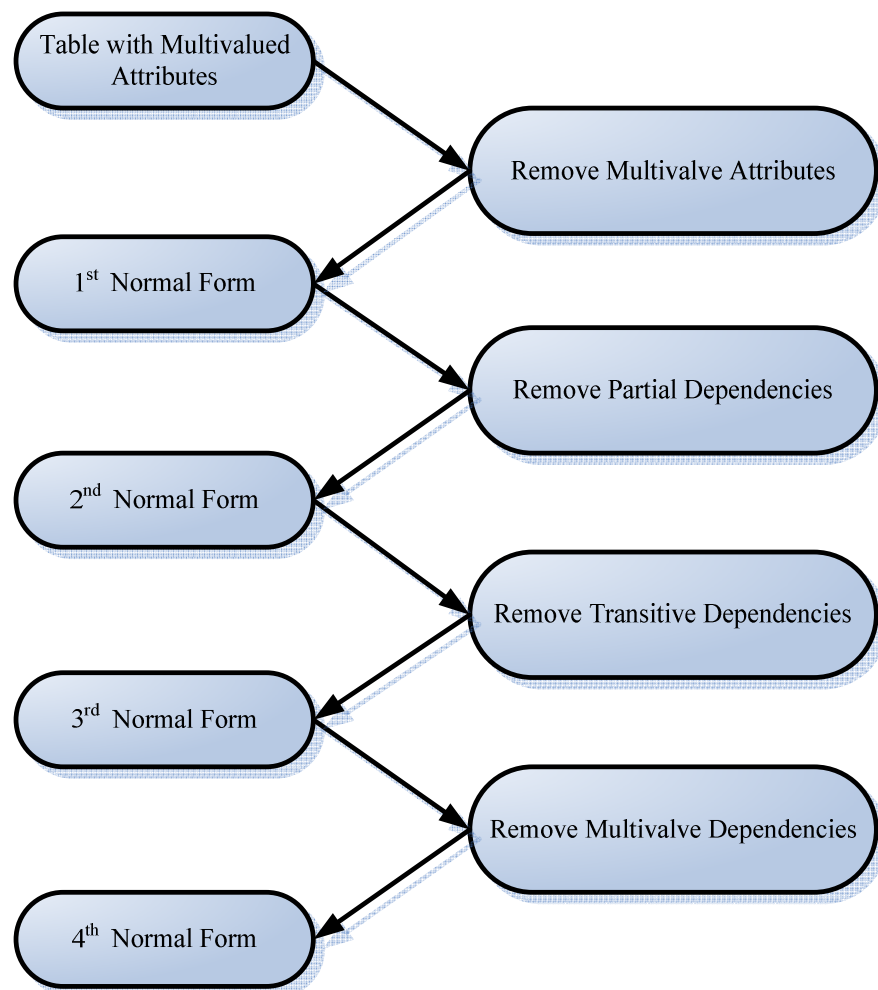 Table with Multivalued
Attributes
Remove Multivalve Attributes
1st Normal Form
Remove Partial Dependencies
2nd Normal Form
Remove Transitive Dependencies
3rd Normal Form
Remove Multivalve Dependencies
4th Normal Form